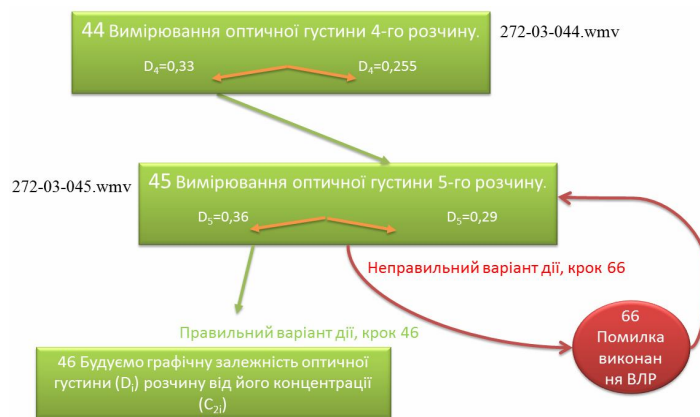 44 Вимірювання оптичної густини 4-го розчину.
272-03-044.wmv
D₄=0,33 D₄=0,255
272-03-045.wmv
45 Вимірювання оптичної густини 5-го розчину.
D₅=0,36 D₅=0,29
Неправильний варіант дії, крок 66
Правильний варіант дії, крок 46
66
Помилка
виконан
ня ВЛР
46 Будуємо графічну залежність оптичної
густини (Dᵢ) розчину від його концентрації
(C₂ᵢ)